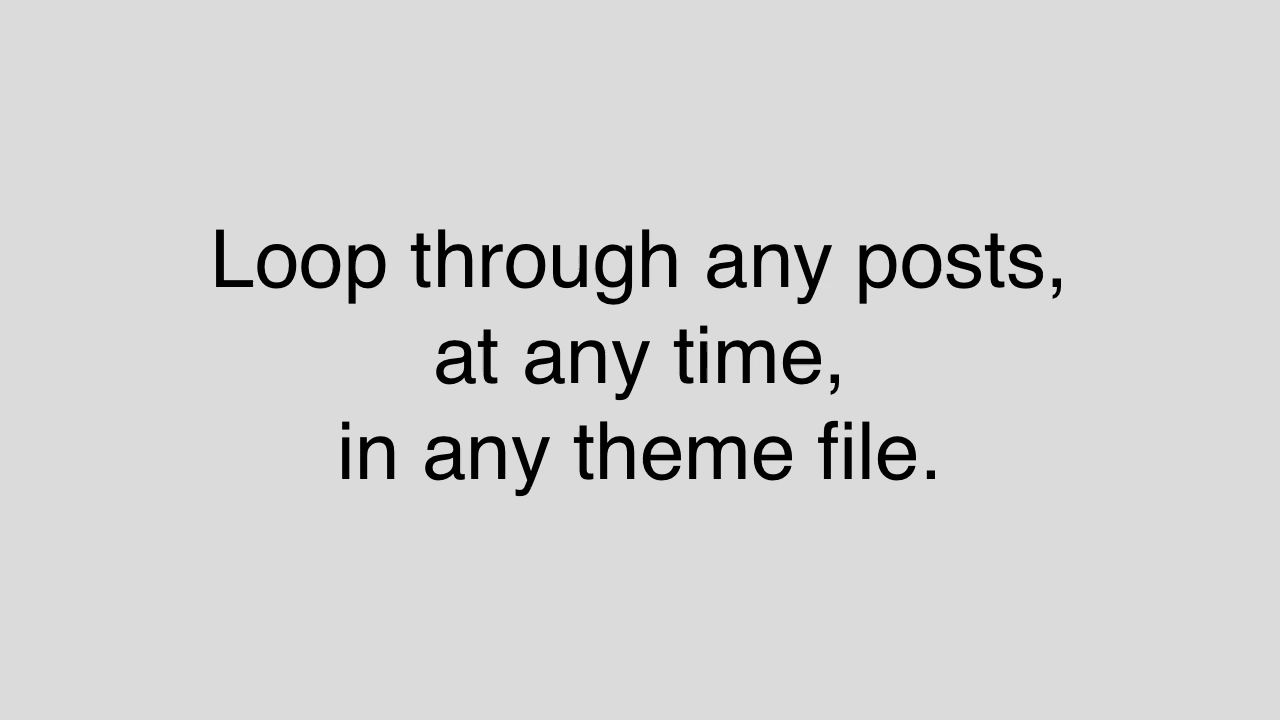 Loop through any posts,
at any time,
in any theme file.